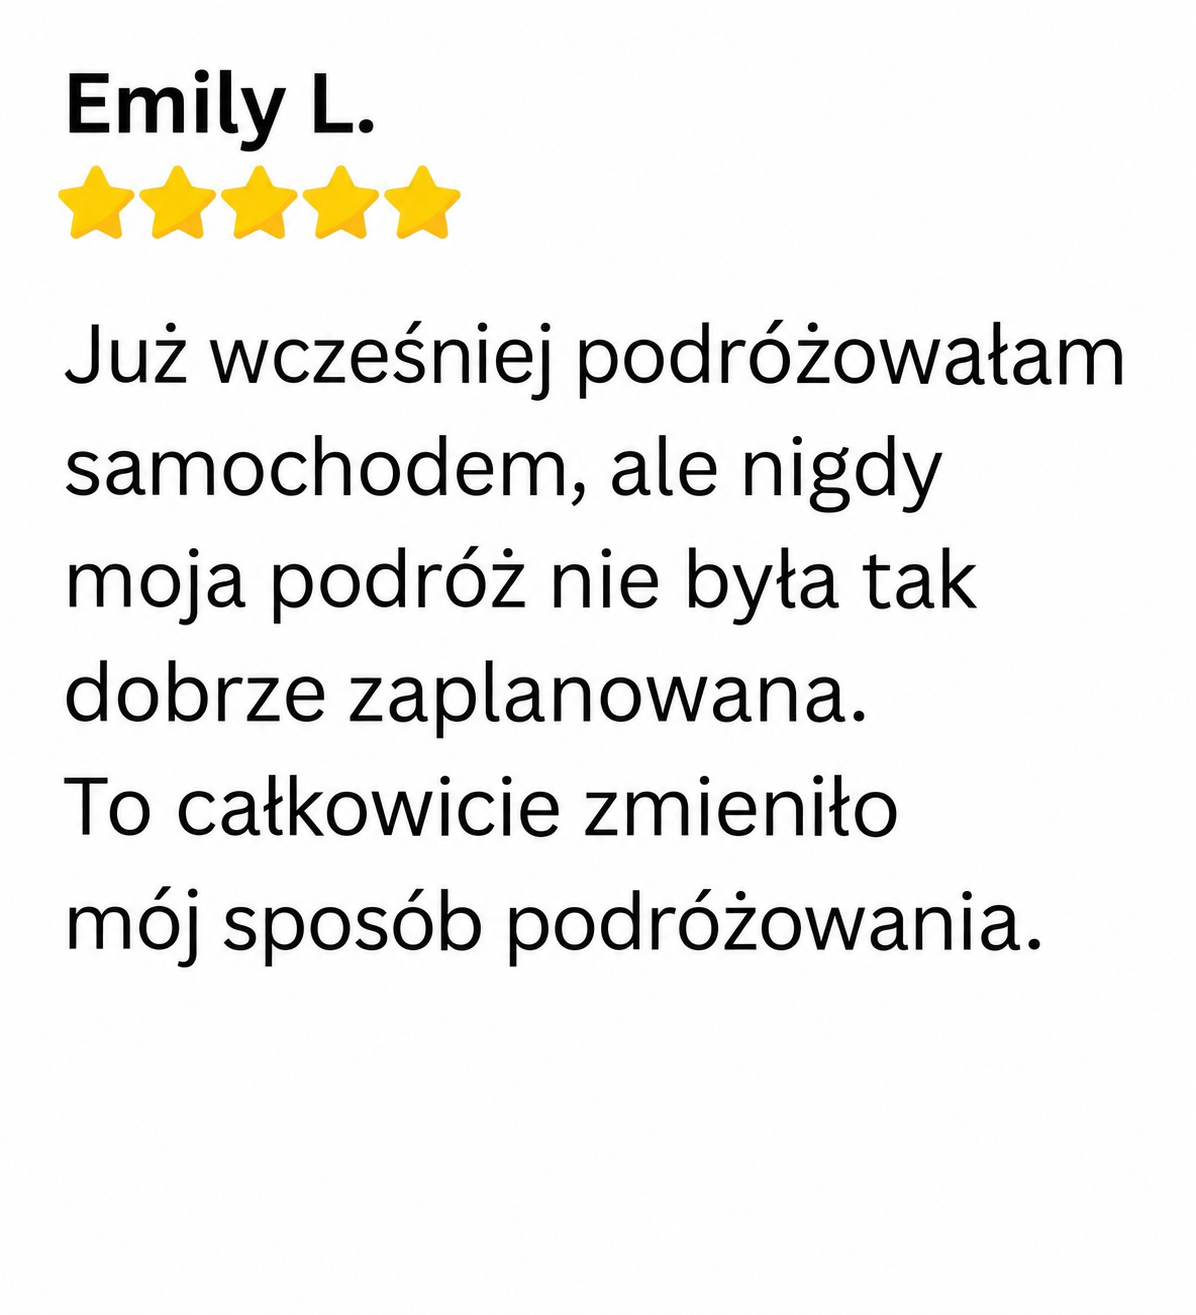 Emily L.
⭐⭐⭐⭐⭐
Już wcześniej podróżowałam
samochodem, ale nigdy
moja podróż nie była tak
dobrze zaplanowana.
To całkowicie zmieniło
mój sposób podróżowania.